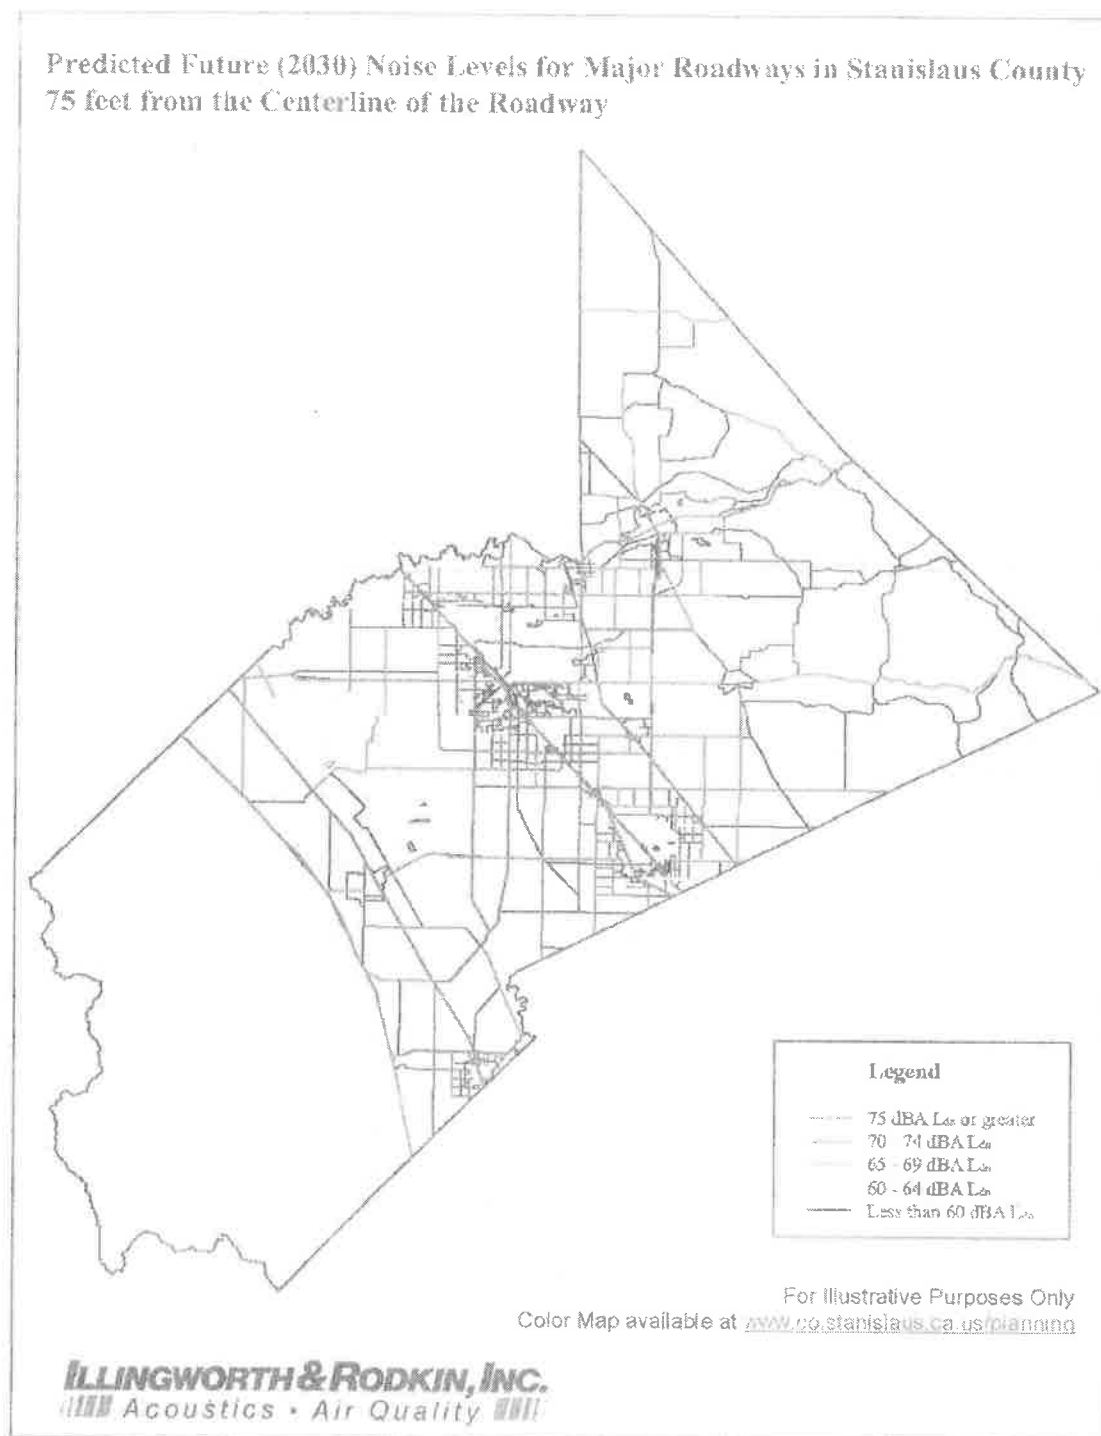 Predicted Future (2030) Noise Levels for Major Roadways in Stanislaus County
75 feet from the Centerline of the Roadway
Legend
75 dBA Ldn or greater
70 - 74 dBA Ldn
65 - 69 dBA Ldn
60 - 64 dBA Ldn
Less than 60 dBA Ldn
For Illustrative Purposes Only
Color Map available at www.co.stanislaus.ca.us/planning
ILLINGWORTH & RODKIN, INC.
Acoustics • Air Quality